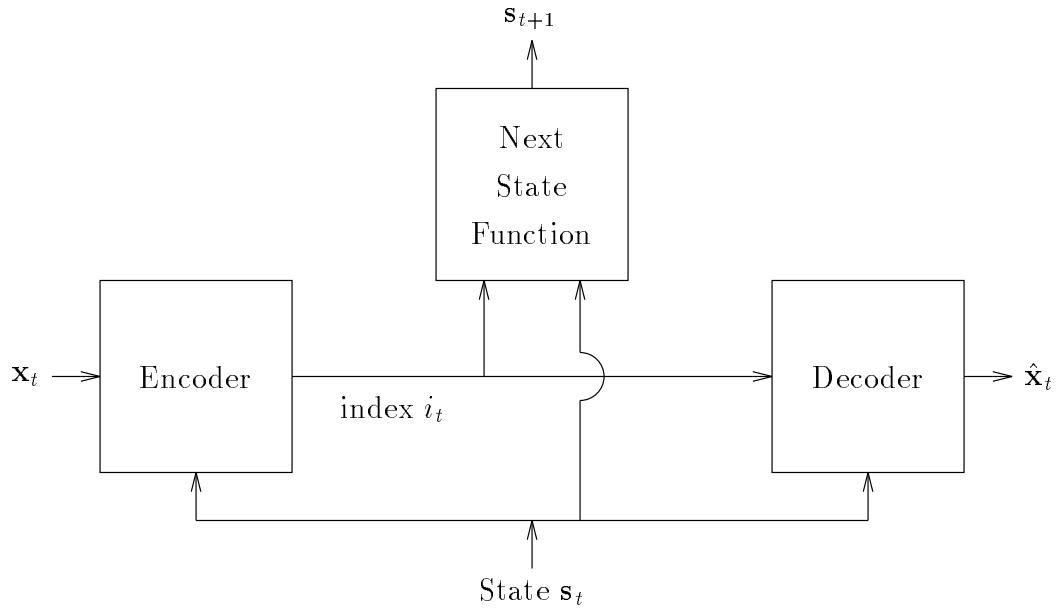 s_{t+1}
Next
State
Function
x_t
Encoder
index i_t
Decoder
x̂_t
State s_t